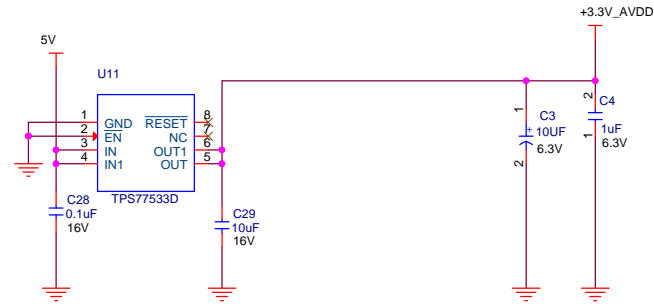 +3.3V_AVDD
5V
U11
1 GND RESET 8
2 EN NC 7
3 IN OUT1 6
4 IN1 OUT 5
TPS77533D
C28
0.1uF
16V
C29
10uF
16V
1
C3
+
10UF
6.3V
2
2
C4
1uF
6.3V
1